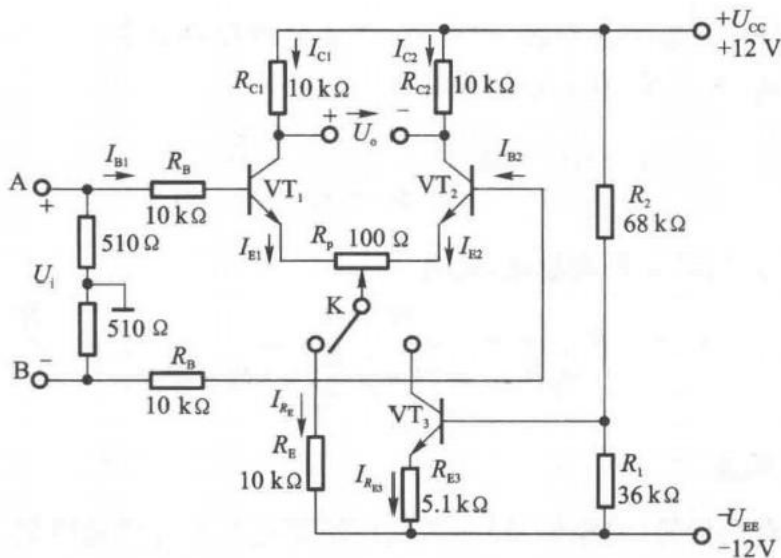 +U_CC
+12 V
I_C1
I_C2
R_C1
10 kΩ
R_C2
10 kΩ
+ U_o −
I_B1
R_B
I_B2
A
+
VT_1
VT_2
10 kΩ
R_2
68 kΩ
510 Ω
I_E1
R_p
100 Ω
I_E2
U_i
K
510 Ω
B
−
R_B
10 kΩ
VT_3
I_RE
R_E
10 kΩ
I_RE3
R_E3
5.1 kΩ
R_1
36 kΩ
−U_EE
−12V